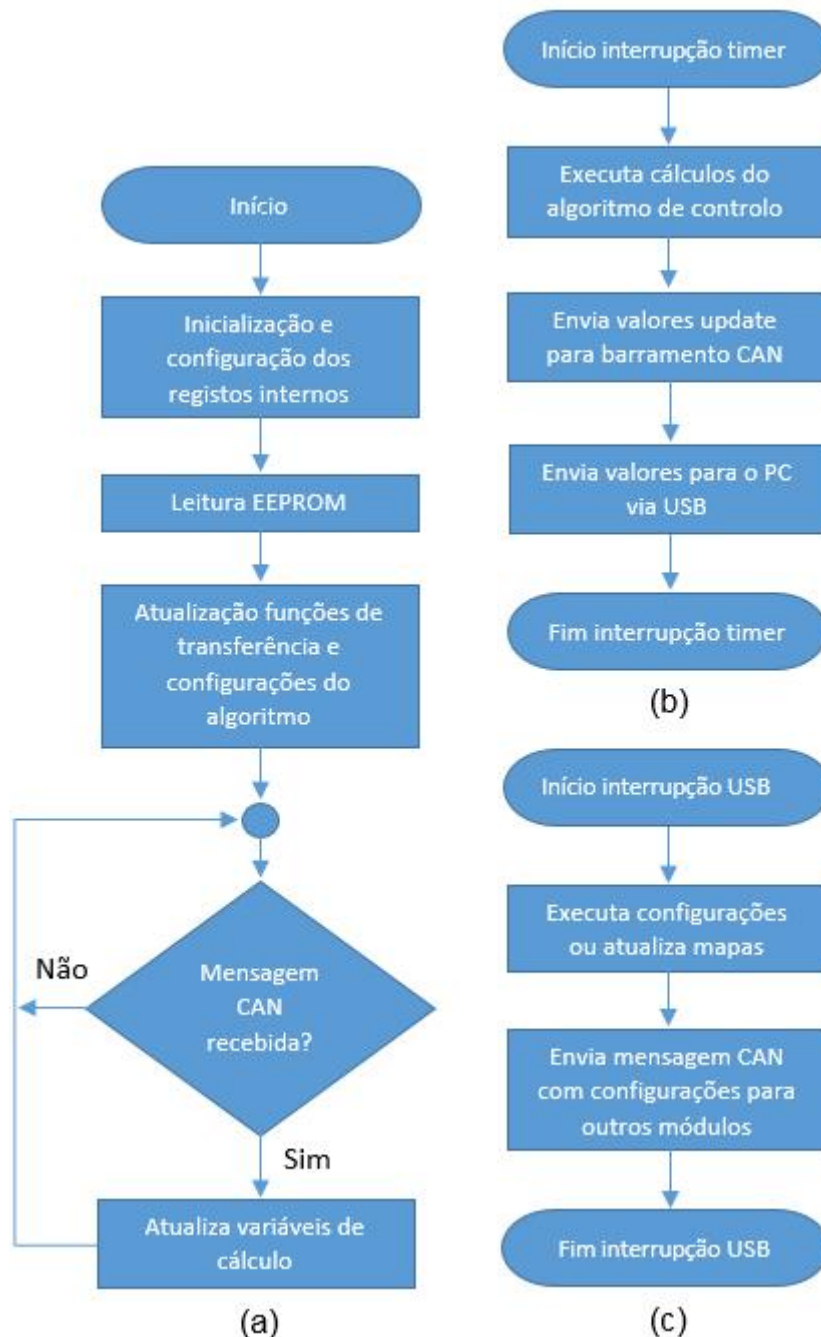 Início
Inicialização e
configuração dos
registos internos
Leitura EEPROM
Atualização funções de
transferência e
configurações do
algoritmo
Mensagem
CAN
recebida?
Não
Sim
Atualiza variáveis de
cálculo
(a)
Início interrupção timer
Executa cálculos do
algoritmo de controlo
Envia valores update
para barramento CAN
Envia valores para o PC
via USB
Fim interrupção timer
(b)
Início interrupção USB
Executa configurações
ou atualiza mapas
Envia mensagem CAN
com configurações para
outros módulos
Fim interrupção USB
(c)